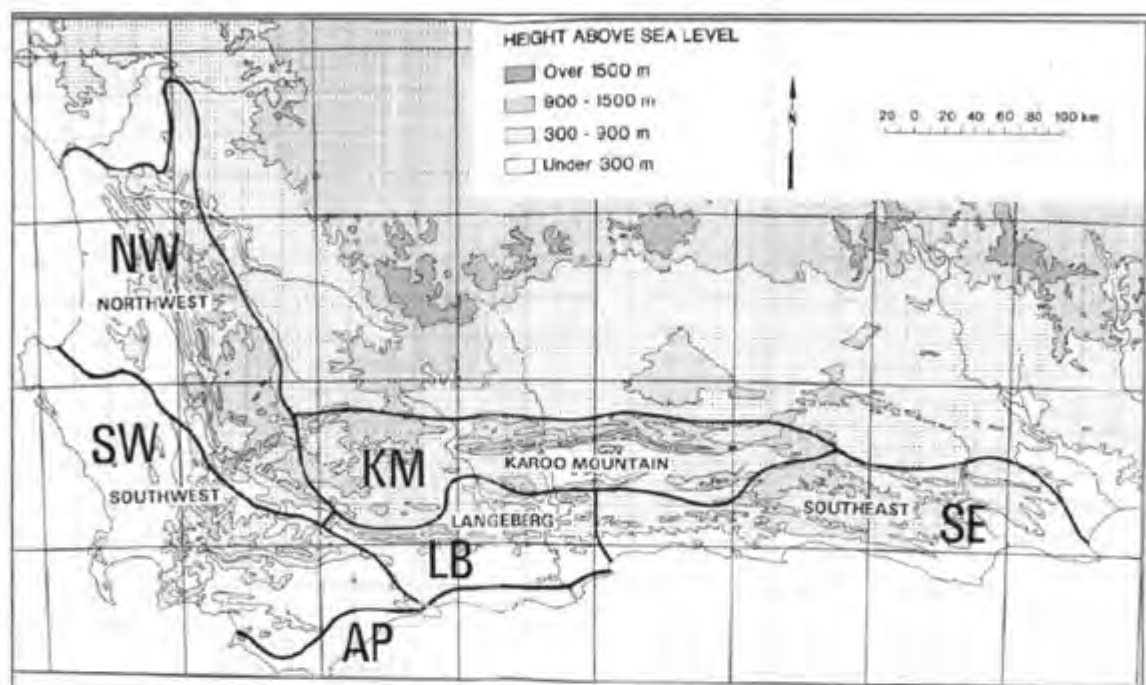 HEIGHT ABOVE SEA LEVEL
Over 1500 m
900 - 1500 m
300 - 900 m
Under 300 m
N
20 0 20 40 60 80 100 km
NW
NORTHWEST
SW
SOUTHWEST
KM
KAROO MOUNTAIN
LANGEBERG
LB
SOUTHEAST
SE
AP